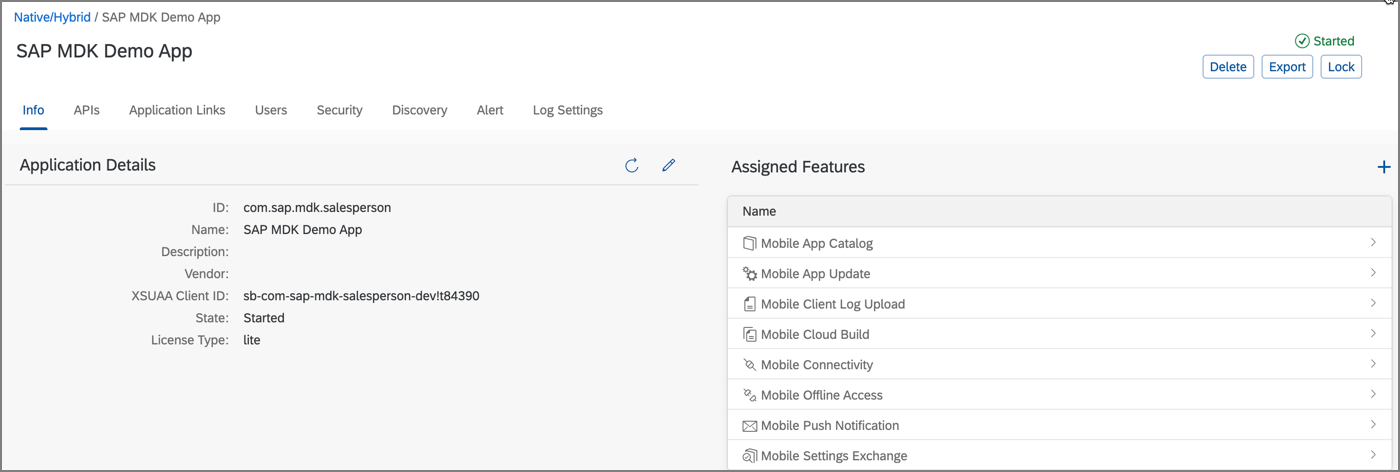 Native/Hybrid / SAP MDK Demo App
SAP MDK Demo App
Started
Delete Export Lock
Info APIs Application Links Users Security Discovery Alert Log Settings
Application Details
ID: com.sap.mdk.salesperson
Name: SAP MDK Demo App
Description:
Vendor:
XSUAA Client ID: sb-com-sap-mdk-salesperson-dev!t84390
State: Started
License Type: lite
Assigned Features
Name
Mobile App Catalog
Mobile App Update
Mobile Client Log Upload
Mobile Cloud Build
Mobile Connectivity
Mobile Offline Access
Mobile Push Notification
Mobile Settings Exchange